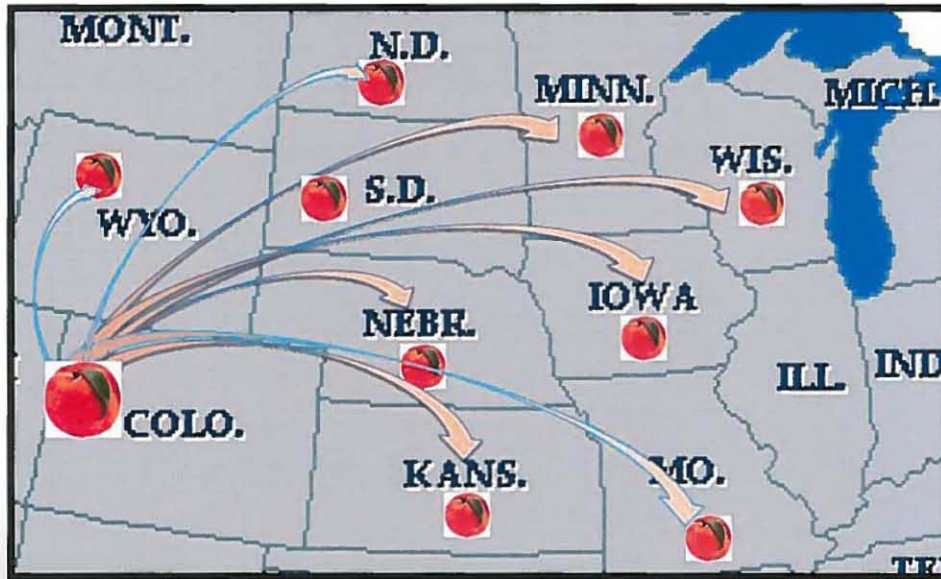 MONT.
N.D.
MINN.
MICH.
WIS.
S.D.
WYO.
IOWA
NEBR.
ILL.
IND
COLO.
KANS.
MO.